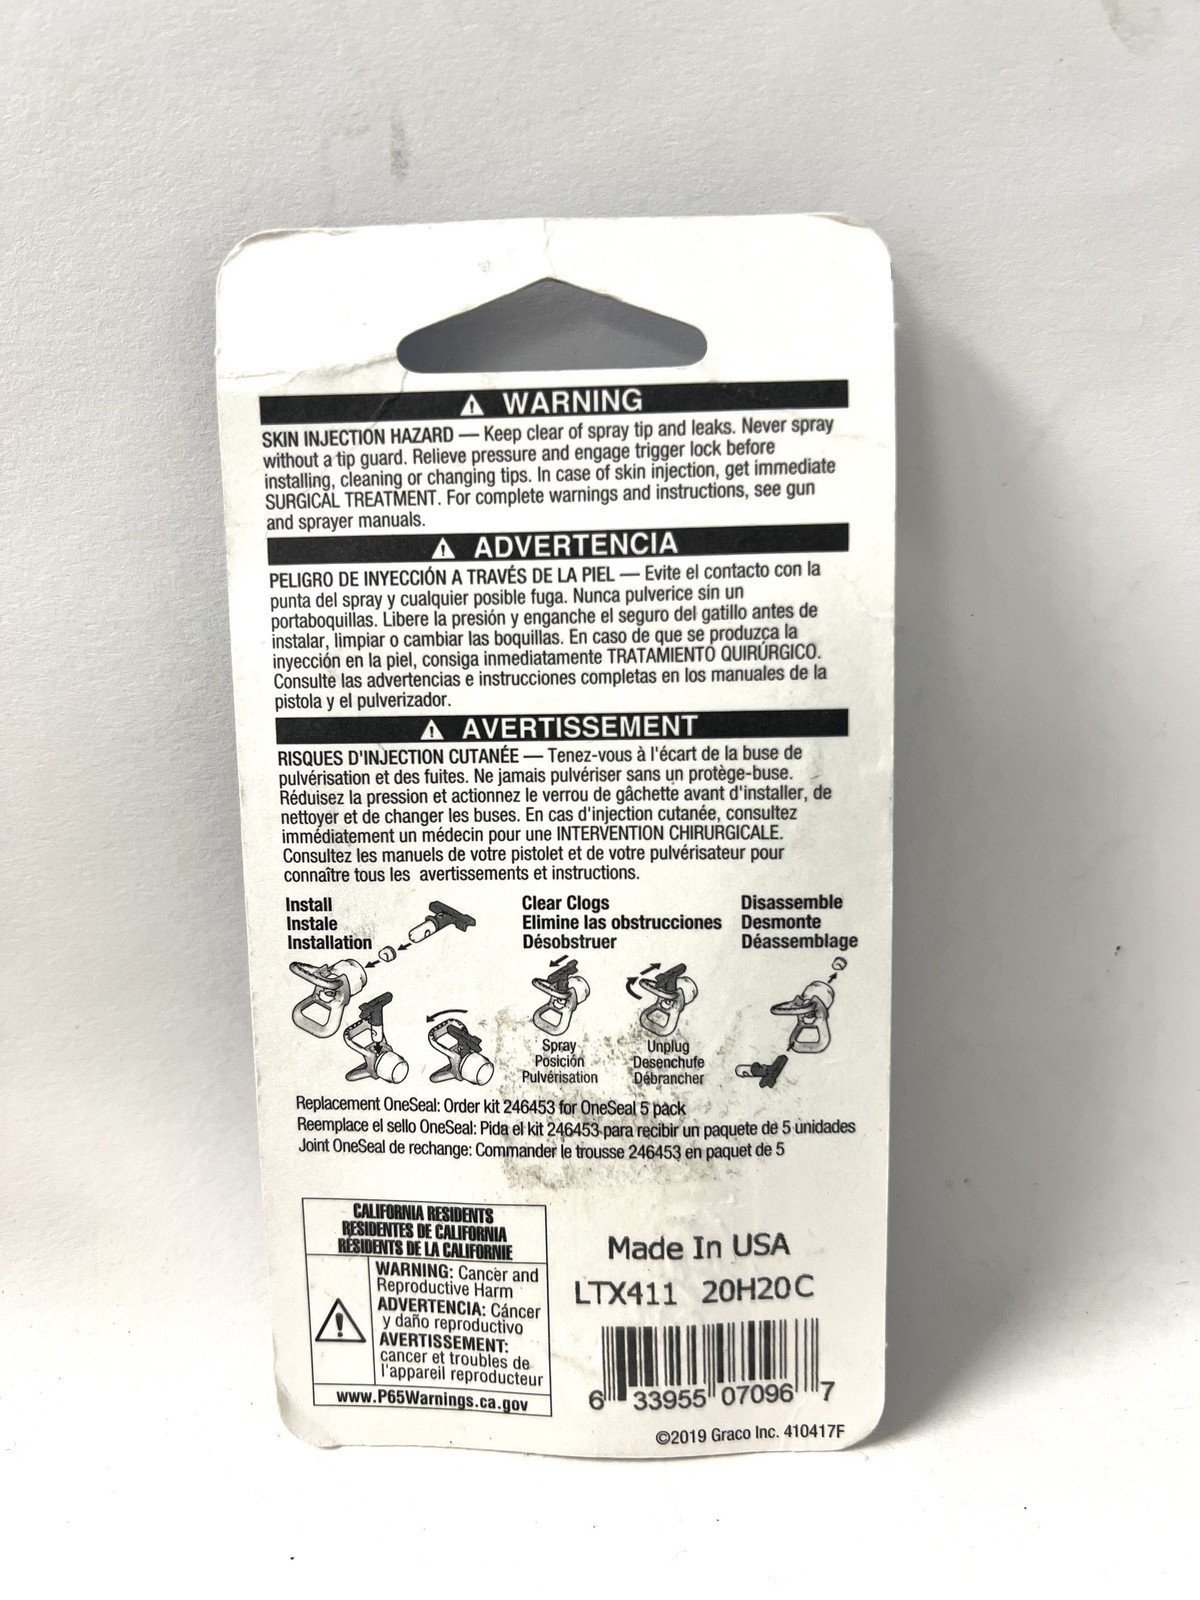 WARNING
SKIN INJECTION HAZARD — Keep clear of spray tip and leaks. Never spray
without a tip guard. Relieve pressure and engage trigger lock before
installing, cleaning or changing tips. In case of skin injection, get immediate
SURGICAL TREATMENT. For complete warnings and instructions, see gun
and sprayer manuals.
ADVERTENCIA
PELIGRO DE INYECCIÓN A TRAVÉS DE LA PIEL — Evite el contacto con la
punta del spray y cualquier posible fuga. Nunca pulverice sin un
portaboquillas. Libere la presión y enganche el seguro del gatillo antes de
instalar, limpiar o cambiar las boquillas. En caso de que se produzca la
inyección en la piel, consiga inmediatamente TRATAMIENTO QUIRÚRGICO.
Consulte las advertencias e instrucciones completas en los manuales de la
pistola y el pulverizador.
AVERTISSEMENT
RISQUES D'INJECTION CUTANÉE — Tenez-vous à l'écart de la buse de
pulvérisation et des fuites. Ne jamais pulvériser sans un protège-buse.
Réduisez la pression et actionnez le verrou de gâchette avant d'installer, de
nettoyer et de changer les buses. En cas d'injection cutanée, consultez
immédiatement un médecin pour une INTERVENTION CHIRURGICALE.
Consultez les manuels de votre pistolet et de votre pulvérisateur pour
connaître tous les avertissements et instructions.
Install
Instale
Installation
Clear Clogs
Elimine las obstrucciones
Désobstruer
Disassemble
Desmonte
Déassemblage
Spray
Posición
Pulvérisation
Unplug
Desenchufe
Débrancher
Replacement OneSeal: Order kit 246453 for OneSeal 5 pack
Reemplace el sello OneSeal: Pida el kit 246453 para recibir un paquete de 5 unidades
Joint OneSeal de rechange: Commander le trousse 246453 en paquet de 5
CALIFORNIA RESIDENTS
RESIDENTES DE CALIFORNIA
RÉSIDENTS DE LA CALIFORNIE
WARNING: Cancer and
Reproductive Harm
ADVERTENCIA: Cáncer
y daño reproductivo
AVERTISSEMENT:
cancer et troubles de
l'appareil reproducteur
www.P65Warnings.ca.gov
Made In USA
LTX411 20H20C
6 33955 07096 7
©2019 Graco Inc. 410417F